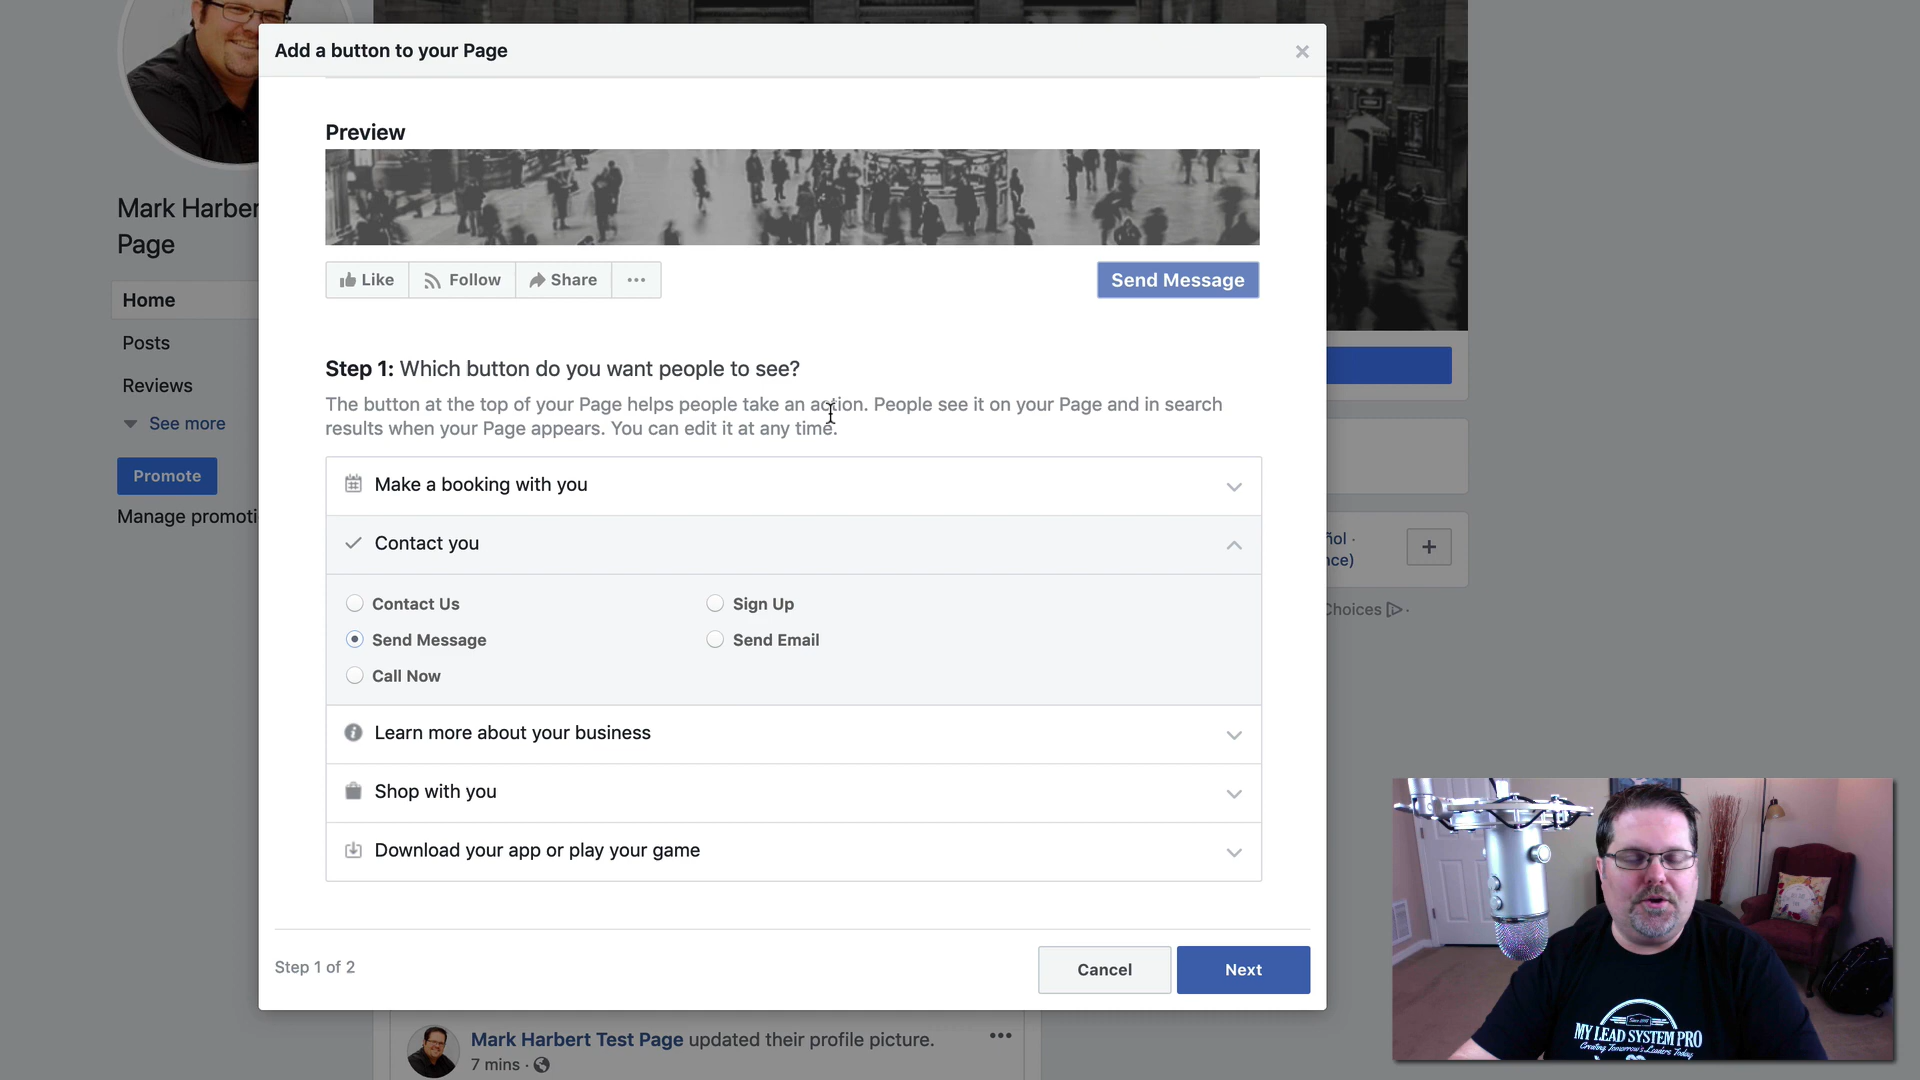 Add a button to your Page
Preview
Mark Harber
Page
Like
Follow
Share
Send Message
Home
Posts
Reviews
See more
Promote
Manage promoti
Step 1: Which button do you want people to see?
The button at the top of your Page helps people take an action. People see it on your Page and in search
results when your Page appears. You can edit it at any time.
Make a booking with you
Contact you
Contact Us
Sign Up
Send Message
Send Email
Call Now
Learn more about your business
Shop with you
Download your app or play your game
ñol ·
nce)
+
Choices
Step 1 of 2
Cancel
Next
Mark Harbert Test Page updated their profile picture.
7 mins ·
MY LEAD SYSTEM PRO
Creating Tomorrow's Leaders Today